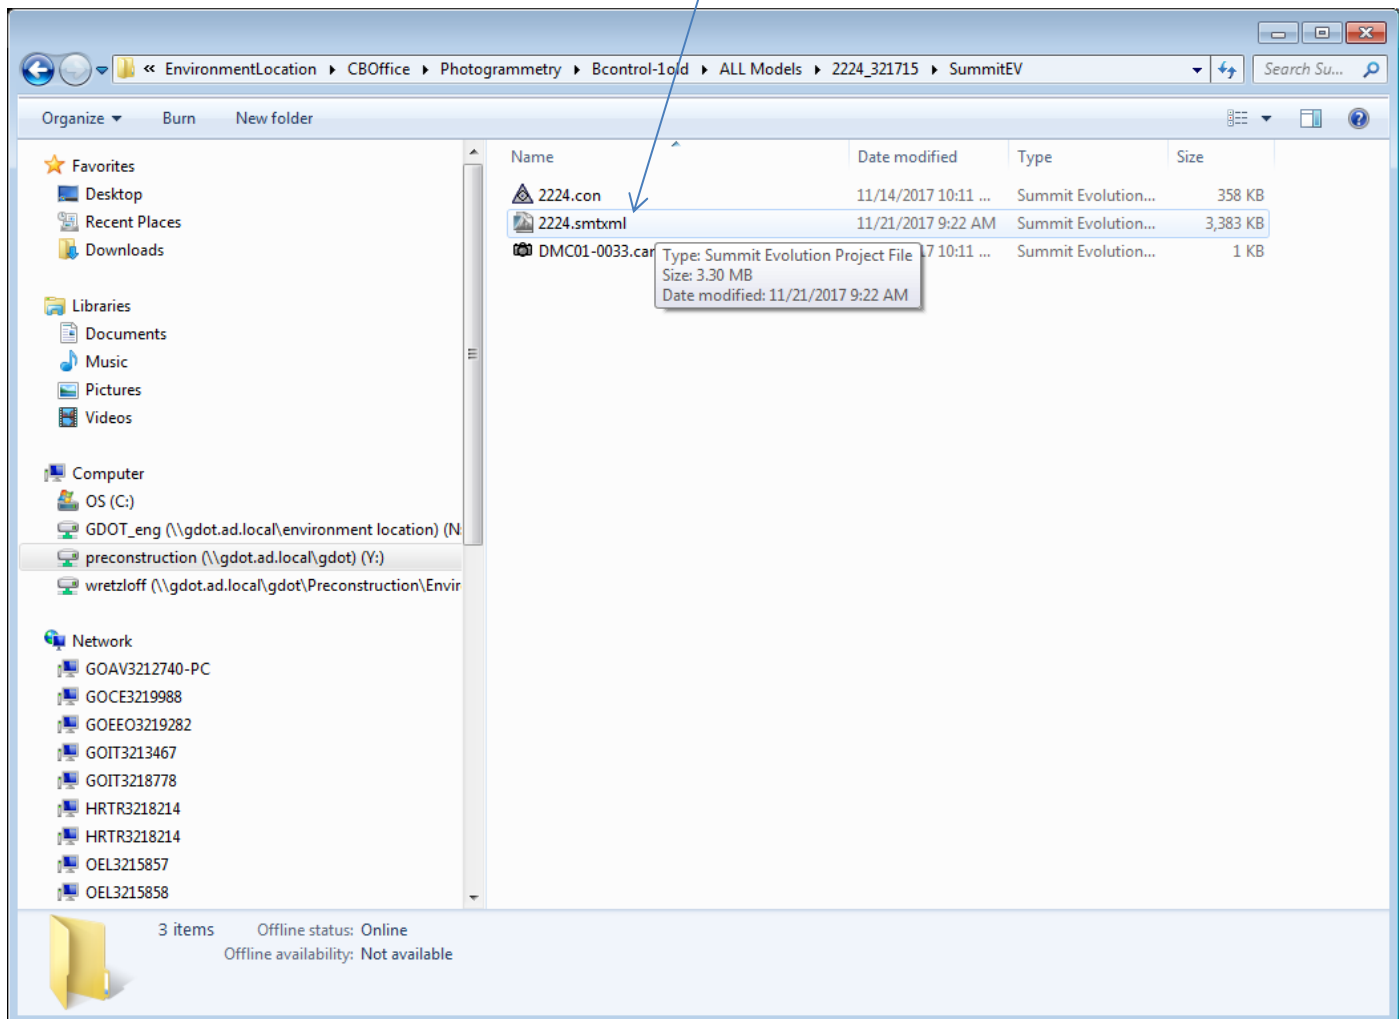 « EnvironmentLocation ▸ CBOffice ▸ Photogrammetry ▸ Bcontrol-1old ▸ ALL Models ▸ 2224_321715 ▸ SummitEV
Search Su...
Organize Burn New folder
Favorites
Desktop
Recent Places
Downloads
Libraries
Documents
Music
Pictures
Videos
Computer
OS (C:)
GDOT_eng (\\gdot.ad.local\environment location) (N:
preconstruction (\\gdot.ad.local\gdot) (Y:)
wretzloff (\\gdot.ad.local\gdot\Preconstruction\Envir
Network
GOAV3212740-PC
GOCE3219988
GOEEO3219282
GOIT3213467
GOIT3218778
HRTR3218214
HRTR3218214
OEL3215857
OEL3215858
Name Date modified Type Size
2224.con 11/14/2017 10:11 ... Summit Evolution... 358 KB
2224.smtxml 11/21/2017 9:22 AM Summit Evolution... 3,383 KB
DMC01-0033.car 17 10:11 ... Summit Evolution... 1 KB
Type: Summit Evolution Project File
Size: 3.30 MB
Date modified: 11/21/2017 9:22 AM
3 items Offline status: Online
Offline availability: Not available